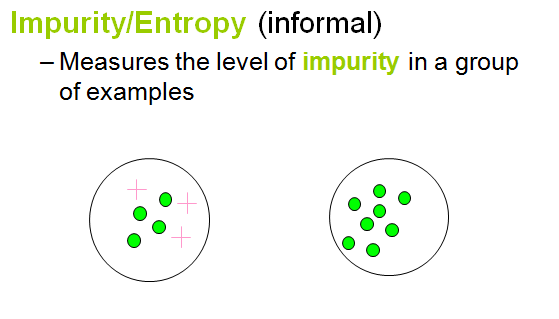 Impurity/Entropy (informal)
– Measures the level of impurity in a group
of examples